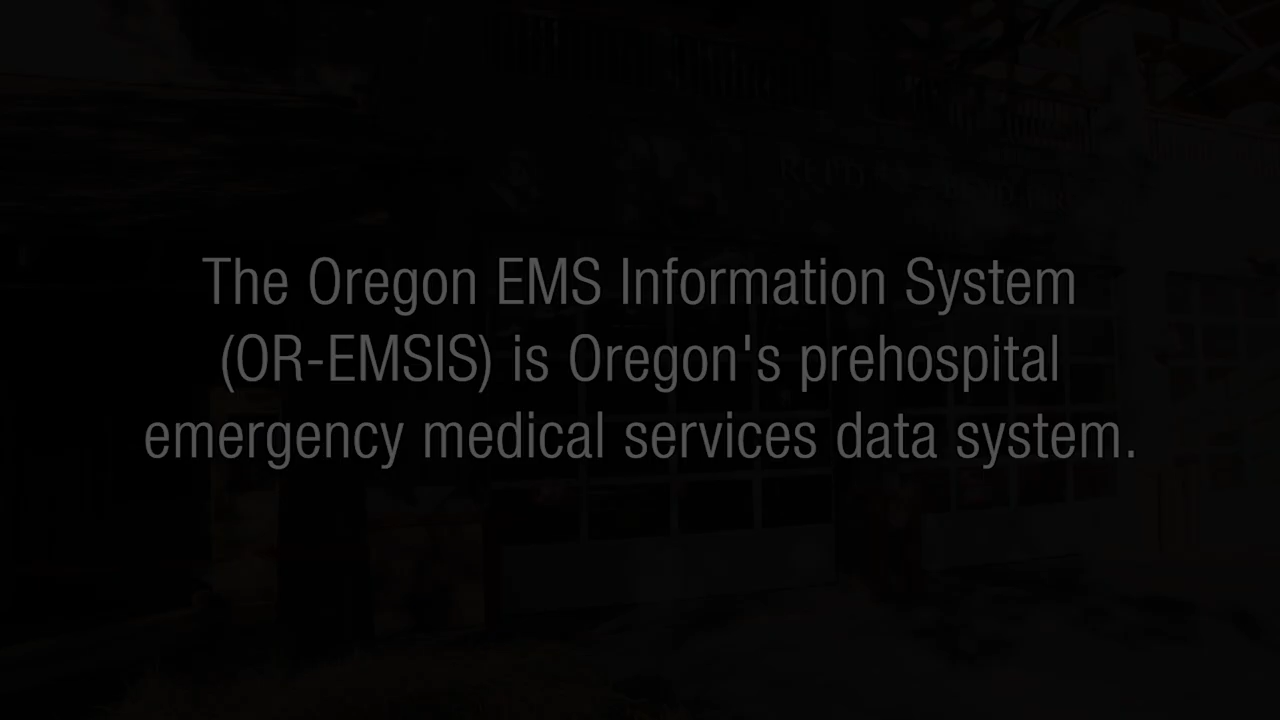 The Oregon EMS Information System
(OR-EMSIS) is Oregon's prehospital
emergency medical services data system.